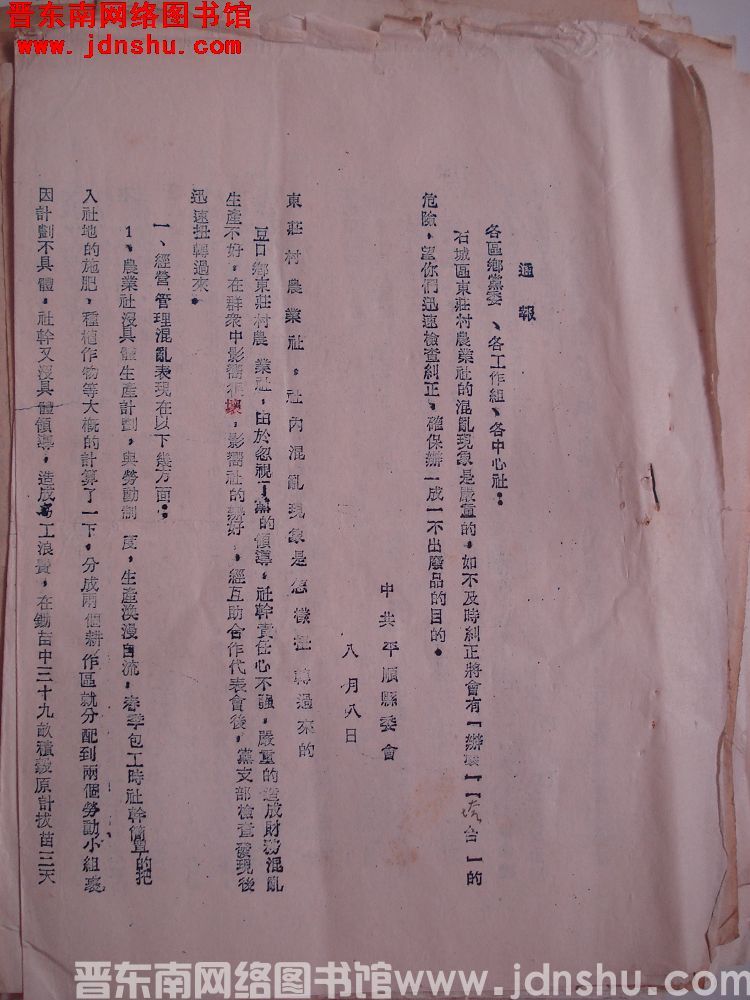 晋东南网络图书馆
www.jdnshu.com
通報
各區鄉黨委、各工作組、各中心社：
石城區東莊村農業社的混亂現象是嚴重的，如不及時糾正將會有「辦壞」「垮台」的
危險，望你們迅速檢查糾正，確保辦一成一不出廢品的目的。
中共平順縣委會
八月八日
東莊村農業社，社內混亂現象是怎樣扭轉過來的
豆口鄉東莊村農業社，由於忽視了黨的領導，社幹責任心不强，嚴重的造成財務混亂
生產不好，在群衆中影響很壞，影響社的辦好，經互助合作代表會後，黨支部檢查發現後
迅速扭轉過來。
一、經營管理混亂表現在以下幾方面：
1、農業社沒具體生產計劃，與勞動制度，生產渙漫自流，春季包工時社幹簡單的把
入社地的施肥，種植作物等大概的計算了一下，分成兩個耕作區就分配到兩個勞動小組裏
因計劃不具體，社幹又沒具體領導，造成工浪費，在鋤苗中三十九畝積穀原計拔苗三天
晋东南网络图书馆www.jdnshu.com